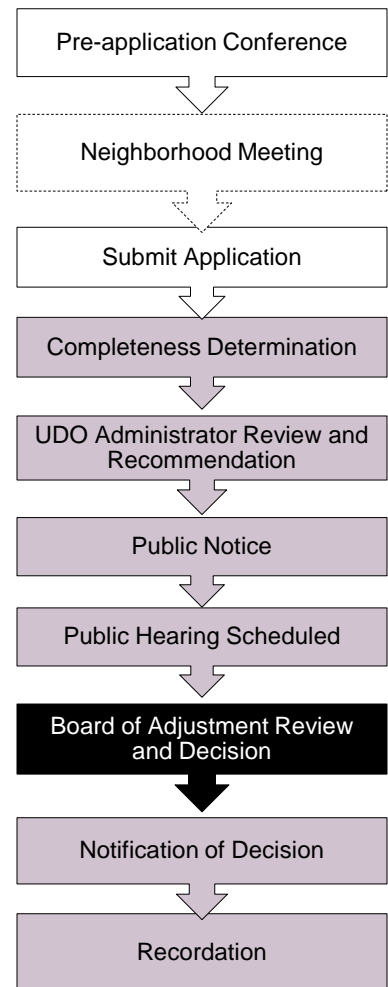 Pre-application Conference
Neighborhood Meeting
Submit Application
Completeness Determination
UDO Administrator Review and
Recommendation
Public Notice
Public Hearing Scheduled
Board of Adjustment Review
and Decision
Notification of Decision
Recordation